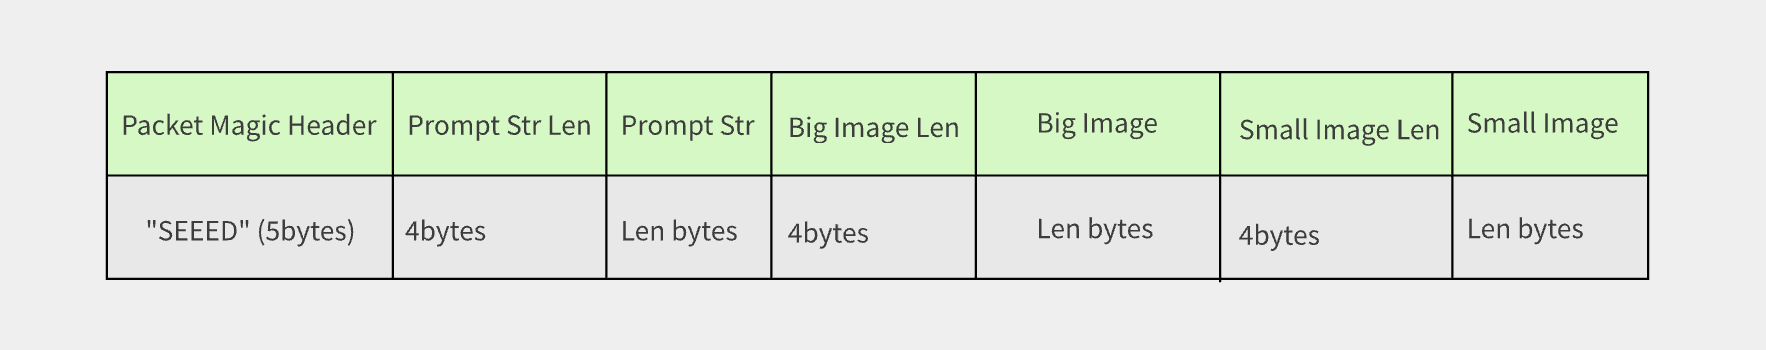 Packet Magic Header Prompt Str Len Prompt Str Big Image Len Big Image Small Image Len Small Image
"SEEED" (5bytes) 4bytes Len bytes 4bytes Len bytes 4bytes Len bytes